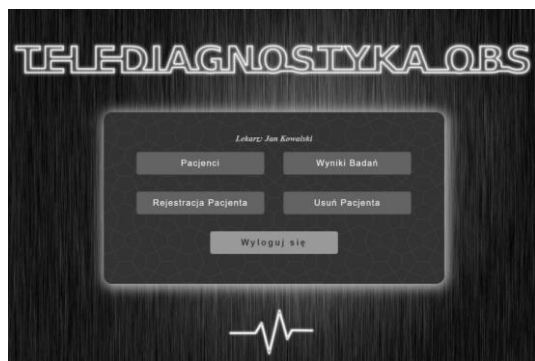 TELEDIAGNOSTYKA OBS
Lekarz: Jan Kowalski
Pacjenci
Wyniki Badań
Rejestracja Pacjenta
Usuń Pacjenta
Wyloguj się